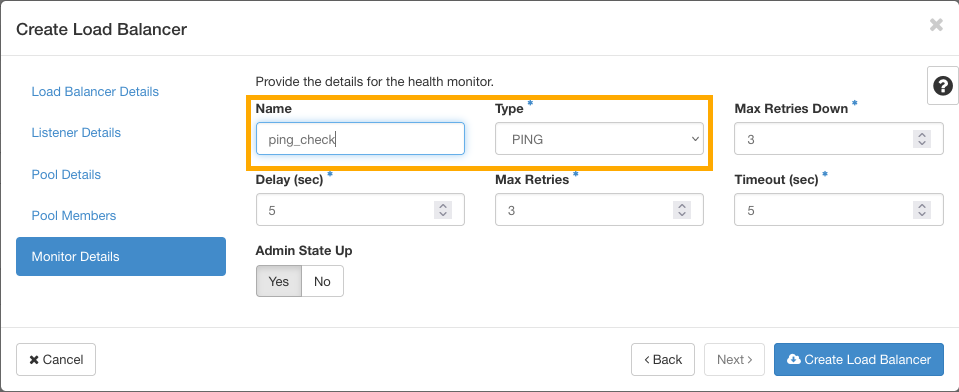 Create Load Balancer
Load Balancer Details
Listener Details
Pool Details
Pool Members
Monitor Details
Provide the details for the health monitor.
Name
ping_check
Type *
PING
Max Retries Down *
3
Delay (sec) *
5
Max Retries *
3
Timeout (sec) *
5
Admin State Up
Yes No
Cancel
Back
Next
Create Load Balancer